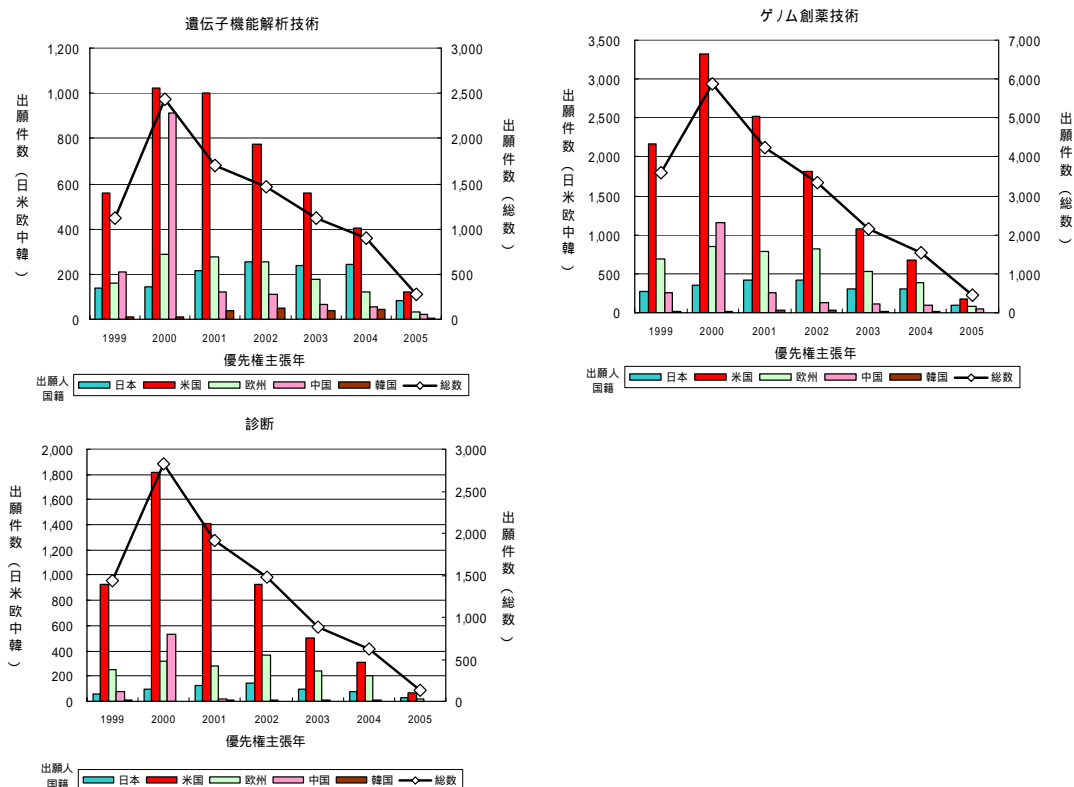 遺伝子機能解析技術
1,200
1,000
800
600
400
200
0
3,000
2,500
2,000
1,500
1,000
500
0
出願件数（日米欧中韓）
出願件数（総数）
1999 2000 2001 2002 2003 2004 2005
優先権主張年
出願人
国籍
日本 米国 欧州 中国 韓国 総数
ゲノム創薬技術
3,500
3,000
2,500
2,000
1,500
1,000
500
0
7,000
6,000
5,000
4,000
3,000
2,000
1,000
0
出願件数（日米欧中韓）
出願件数（総数）
1999 2000 2001 2002 2003 2004 2005
優先権主張年
出願人
国籍
日本 米国 欧州 中国 韓国 総数
診断
2,000
1,800
1,600
1,400
1,200
1,000
800
600
400
200
0
3,000
2,500
2,000
1,500
1,000
500
0
出願件数（日米欧中韓）
出願件数（総数）
1999 2000 2001 2002 2003 2004 2005
優先権主張年
出願人
国籍
日本 米国 欧州 中国 韓国 総数